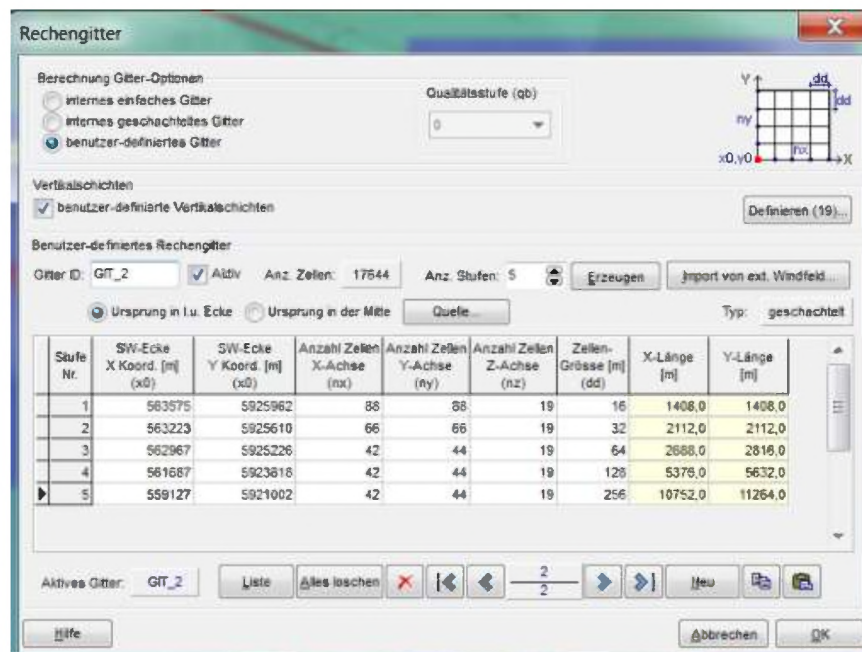 Rechengitter
Berechnung Gitter-Optionen
internes einfaches Gitter
internes geschachteltes Gitter
benutzer-definiertes Gitter
Qualitätsstufe (qb)
0
Y
dd
dd
ny
nx
x0,y0
X
Vertikalschichten
benutzer-definierte Vertikalschichten
Definieren (19)...
Benutzer-definiertes Rechengitter
Gitter ID: GIT_2 Aktiv Anz. Zellen: 17644 Anz. Stufen: 5 Erzeugen Import von ext. Windfeld...
Ursprung in l.u. Ecke Ursprung in der Mitte Quelle... Typ: geschachtelt
Stufe Nr. SW-Ecke X Koord. [m] (x0) SW-Ecke Y Koord. [m] (x0) Anzahl Zellen X-Achse (nx) Anzahl Zellen Y-Achse (ny) Anzahl Zellen Z-Achse (nz) Zellen-Grösse [m] (dd) X-Länge [m] Y-Länge [m]
1 563575 5925962 88 88 19 16 1408,0 1408,0
2 563223 5925610 66 66 19 32 2112,0 2112,0
3 562967 5925226 42 44 19 64 2688,0 2816,0
4 561687 5923818 42 44 19 128 5376,0 5632,0
5 559127 5921002 42 44 19 256 10752,0 11264,0
Aktives Gitter: GIT_2 Liste Alles löschen 2 2 Neu
Hilfe Abbrechen OK